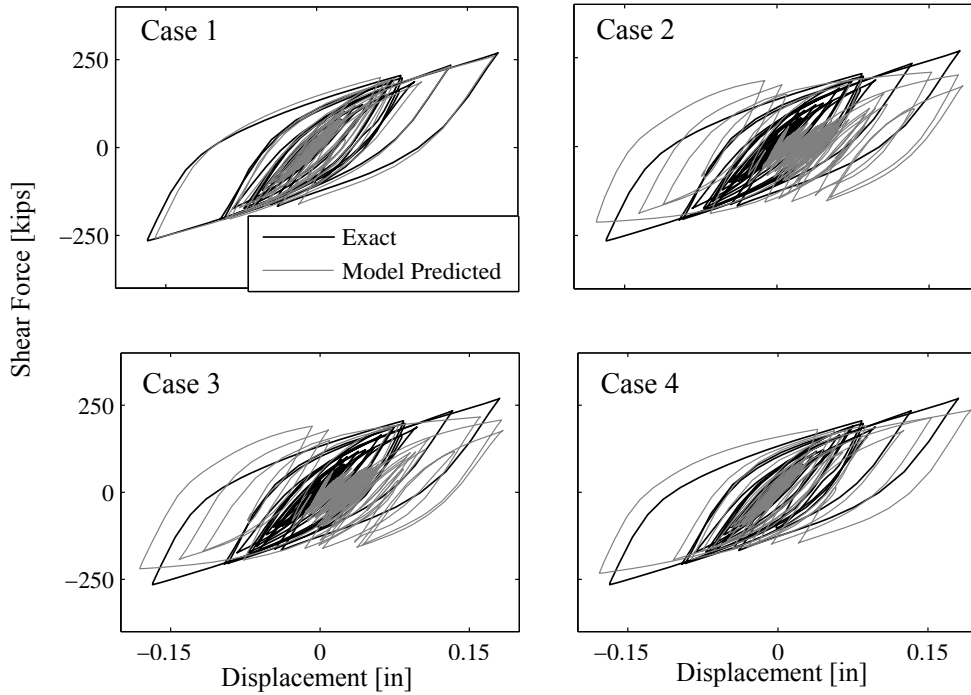 Case 1
Case 2
250
0
−250
Exact
Model Predicted
Shear Force [kips]
Case 3
Case 4
250
0
−250
−0.15
0
0.15
−0.15
0
0.15
Displacement [in]
Displacement [in]